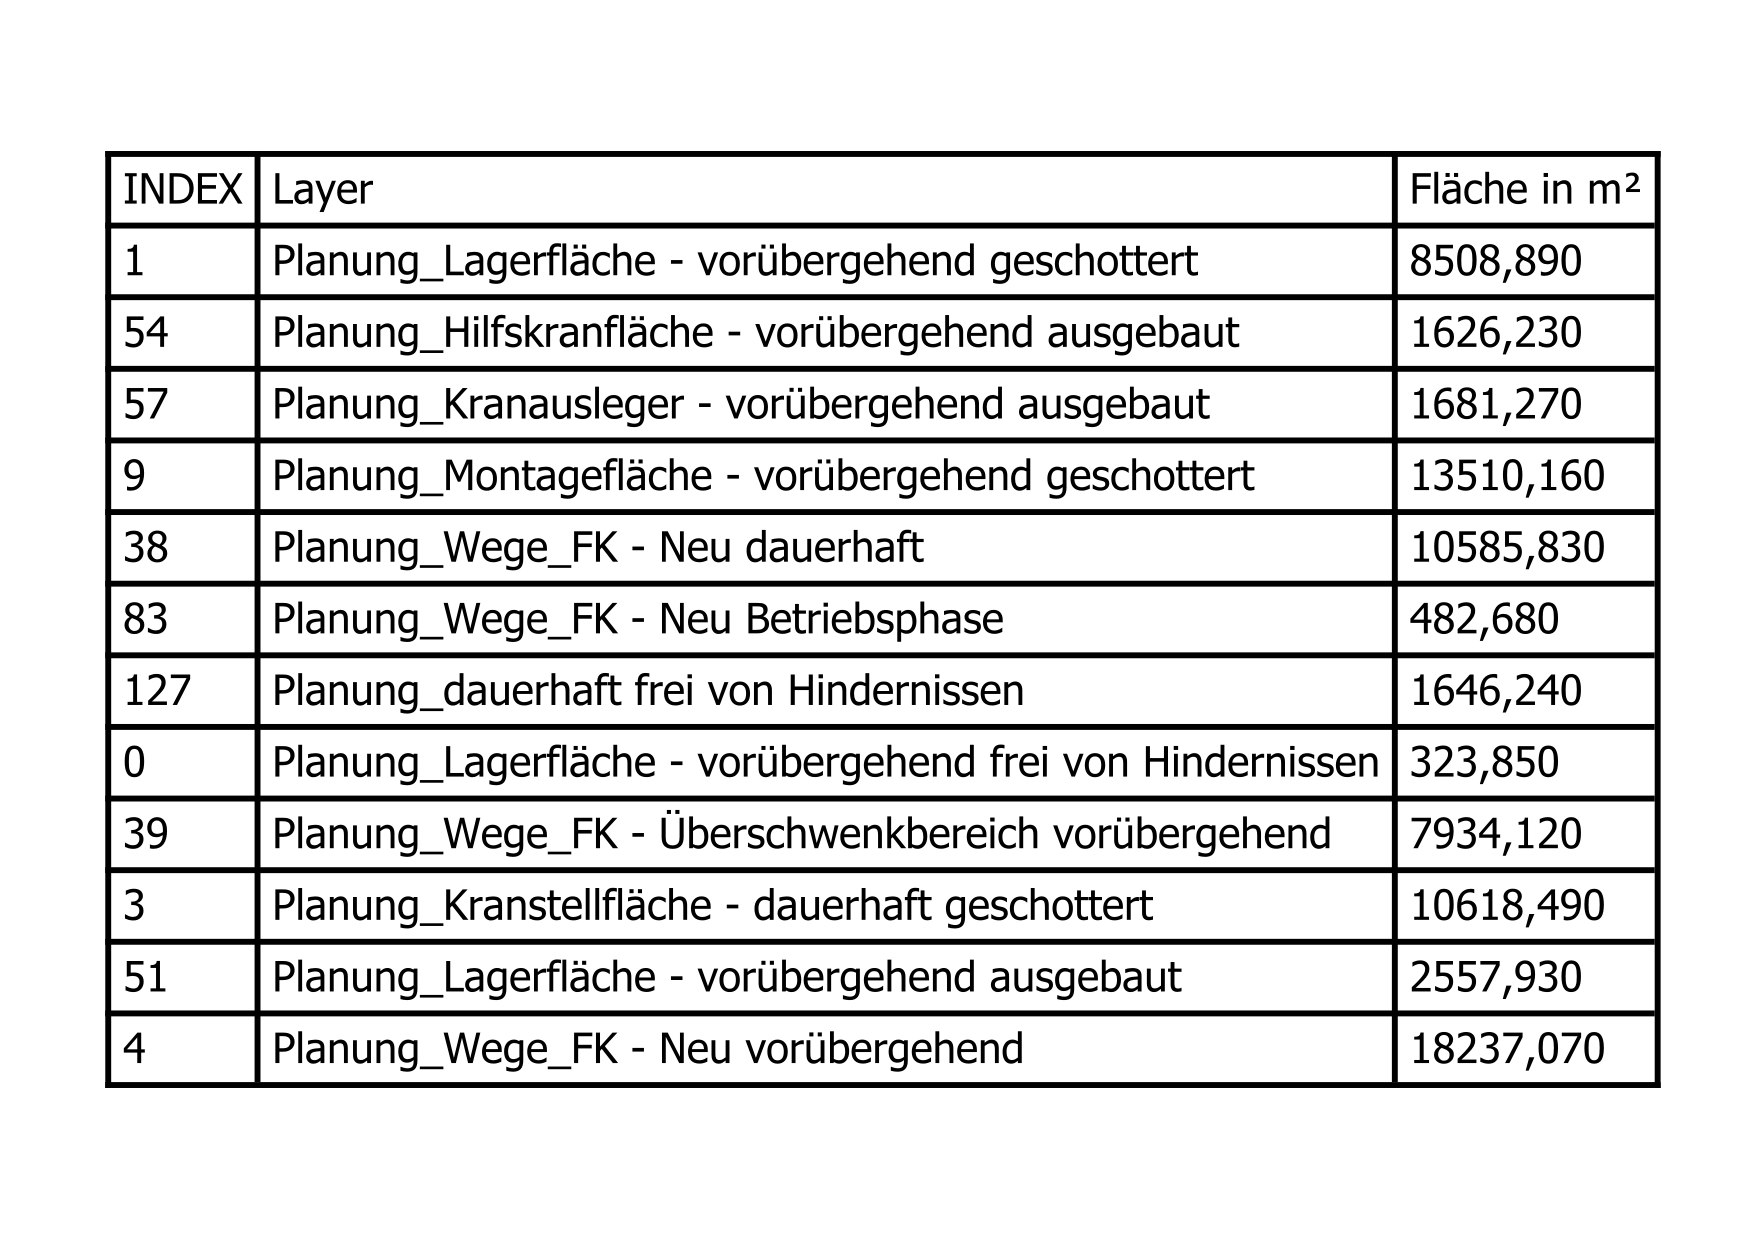 INDEX Layer Fläche in m²
1 Planung_Lagerfläche - vorübergehend geschottert 8508,890
54 Planung_Hilfskranfläche - vorübergehend ausgebaut 1626,230
57 Planung_Kranausleger - vorübergehend ausgebaut 1681,270
9 Planung_Montagefläche - vorübergehend geschottert 13510,160
38 Planung_Wege_FK - Neu dauerhaft 10585,830
83 Planung_Wege_FK - Neu Betriebsphase 482,680
127 Planung_dauerhaft frei von Hindernissen 1646,240
0 Planung_Lagerfläche - vorübergehend frei von Hindernissen 323,850
39 Planung_Wege_FK - Überschwenkbereich vorübergehend 7934,120
3 Planung_Kranstellfläche - dauerhaft geschottert 10618,490
51 Planung_Lagerfläche - vorübergehend ausgebaut 2557,930
4 Planung_Wege_FK - Neu vorübergehend 18237,070